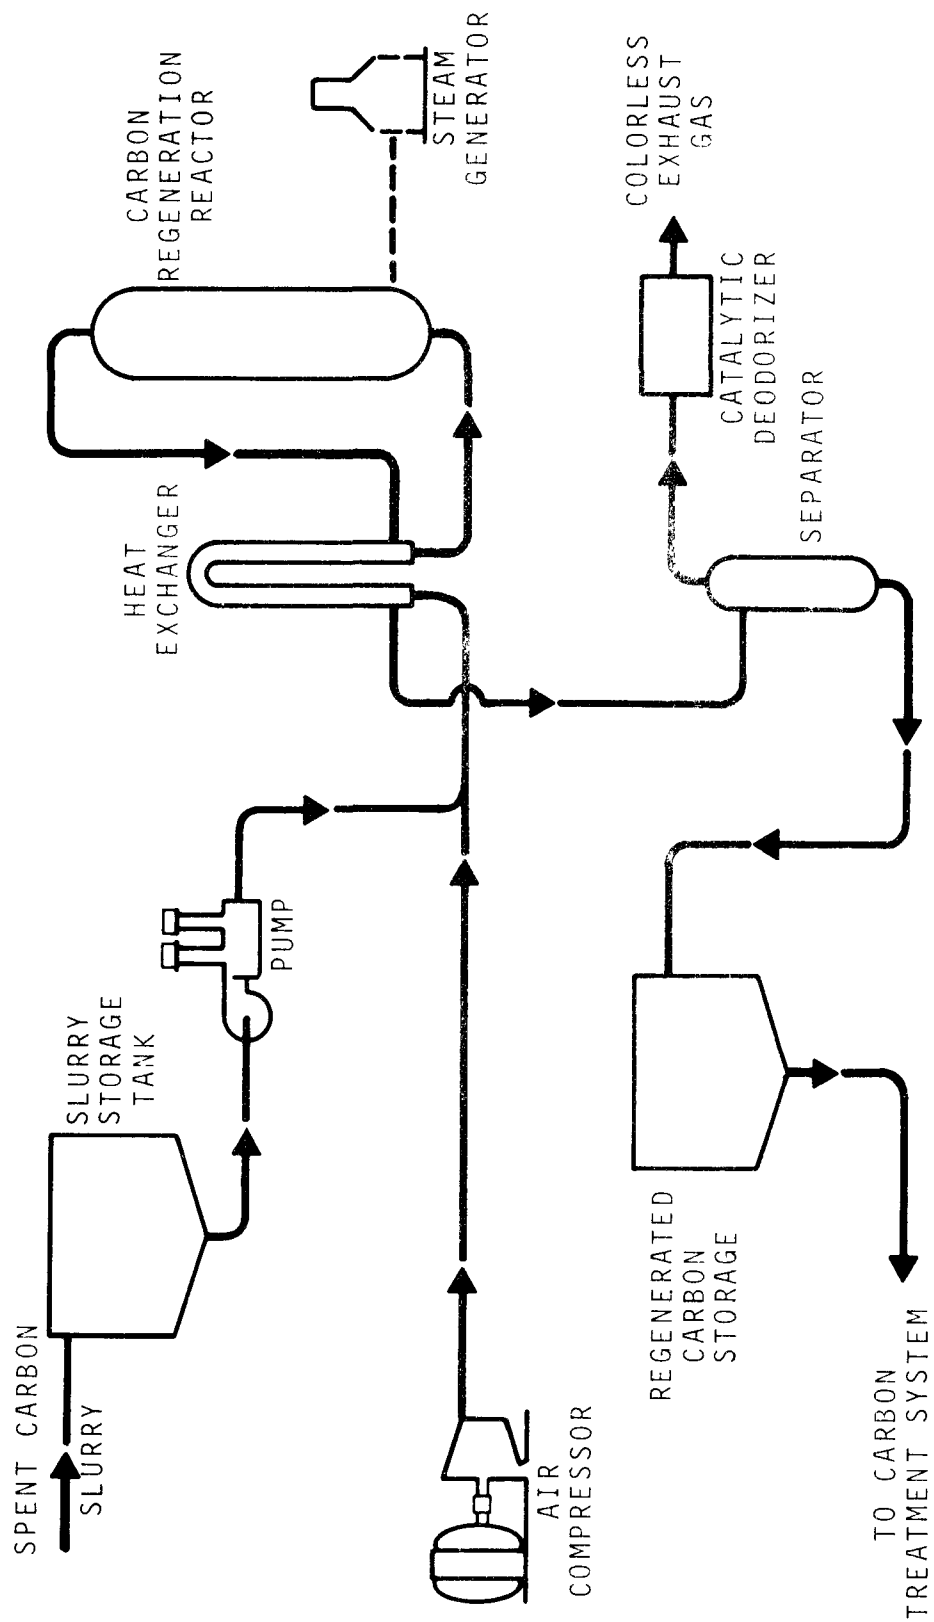 SPENT CARBON
SLURRY
SLURRY
STORAGE
TANK
PUMP
HEAT
EXCHANGER
CARBON
REGENERATION
REACTOR
STEAM
GENERATOR
AIR
COMPRESSOR
REGENERATED
CARBON
STORAGE
SEPARATOR
CATALYTIC
DEODORIZER
COLORLESS
EXHAUST
GAS
TO CARBON
TREATMENT SYSTEM